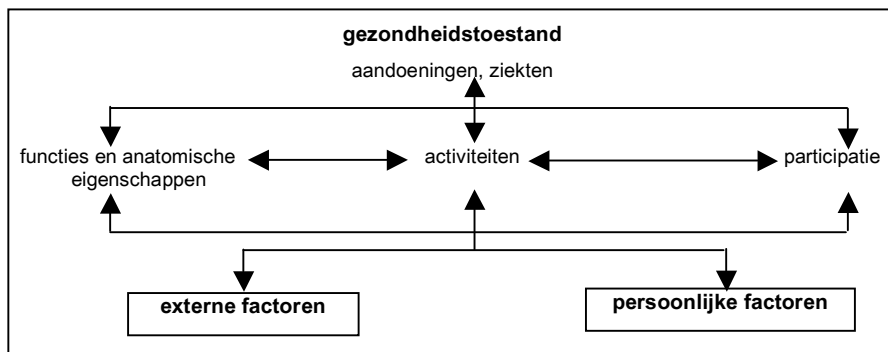 gezondheidstoestand
aandoeningen, ziekten
functies en anatomische
eigenschappen
activiteiten
participatie
externe factoren
persoonlijke factoren